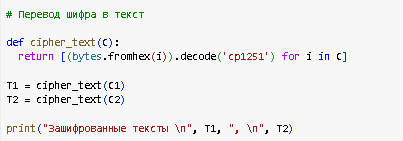 # Перевод шифра в текст
def cipher_text(C):
return [(bytes.fromhex(i)).decode('cp1251') for i in C]
T1 = cipher_text(C1)
T2 = cipher_text(C2)
print("Зашифрованные тексты \n", T1, ", \n", T2)